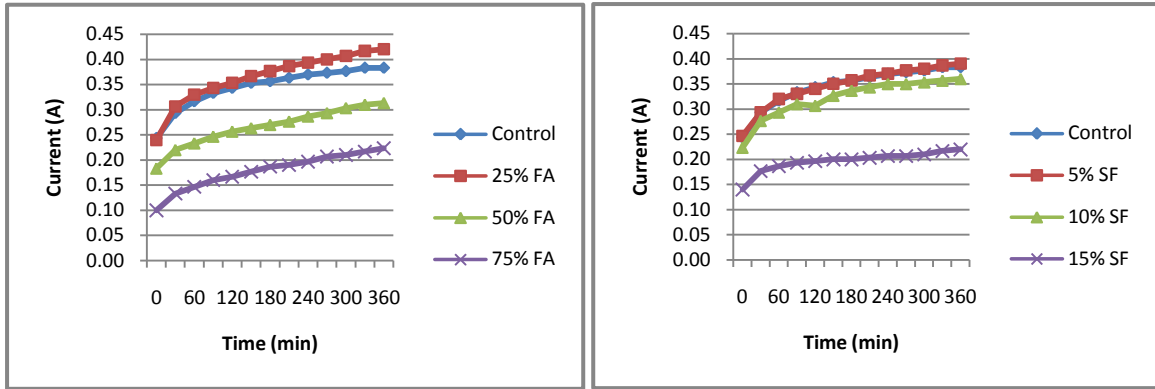 0.45
0.40
0.35
0.30
0.25
0.20
0.15
0.10
0.05
0.00
Current (A)
0 60 120 180 240 300 360
Time (min)
Control
25% FA
50% FA
75% FA
0.45
0.40
0.35
0.30
0.25
0.20
0.15
0.10
0.05
0.00
Current (A)
0 60 120 180 240 300 360
Time (min)
Control
5% SF
10% SF
15% SF